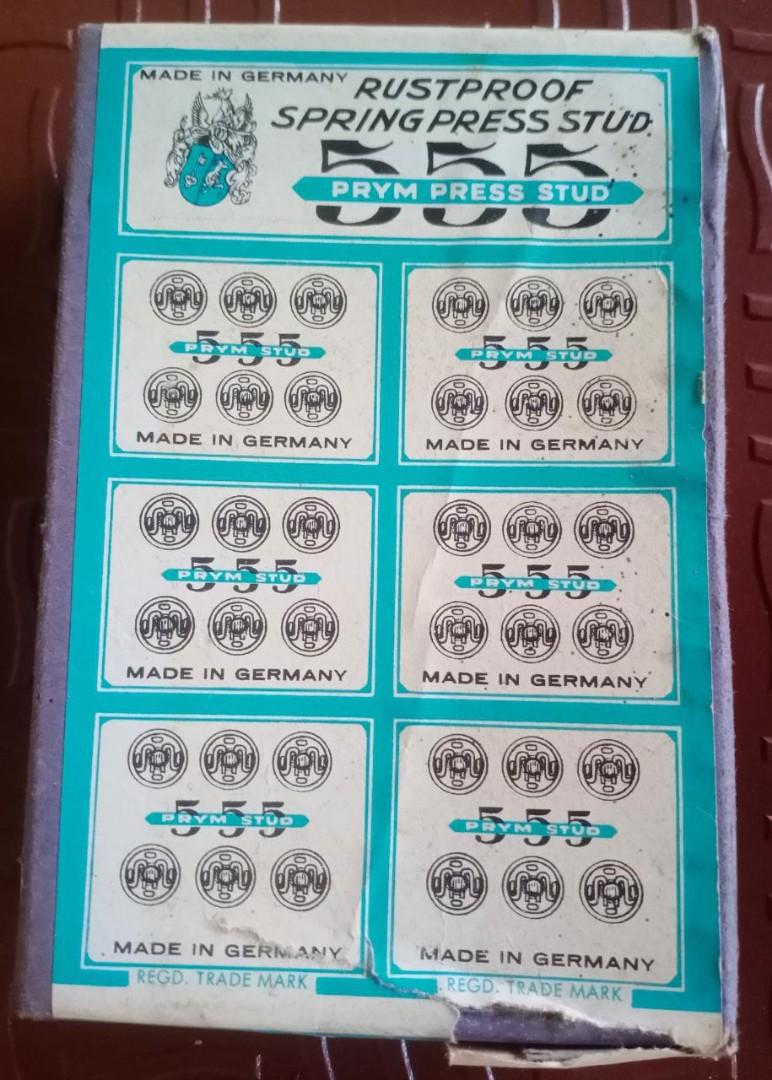 MADE IN GERMANY
RUSTPROOF
SPRING PRESS STUD
555
PRYM PRESS STUD
555
PRYM STUD
MADE IN GERMANY
555
PRYM STUD
MADE IN GERMANY
555
PRYM STUD
MADE IN GERMANY
555
PRYM STUD
MADE IN GERMANY
555
PRYM STUD
MADE IN GERMANY
555
PRYM STUD
MADE IN GERMANY
REGD. TRADE MARK
REGD. TRADE MARK